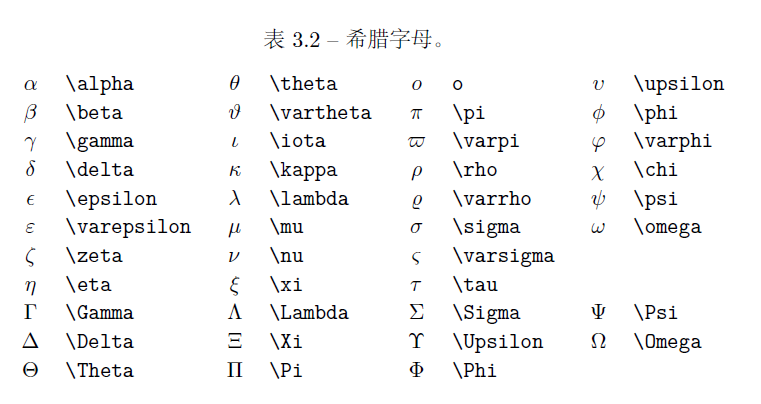 表 3.2 – 希腊字母。
α \alpha θ \theta o o υ \upsilon
β \beta ϑ \vartheta π \pi ϕ \phi
γ \gamma ι \iota ϖ \varpi φ \varphi
δ \delta κ \kappa ρ \rho χ \chi
ϵ \epsilon λ \lambda ϱ \varrho ψ \psi
ε \varepsilon μ \mu σ \sigma ω \omega
ζ \zeta ν \nu ς \varsigma
η \eta ξ \xi τ \tau
Γ \Gamma Λ \Lambda Σ \Sigma Ψ \Psi
Δ \Delta Ξ \Xi Υ \Upsilon Ω \Omega
Θ \Theta Π \Pi Φ \Phi